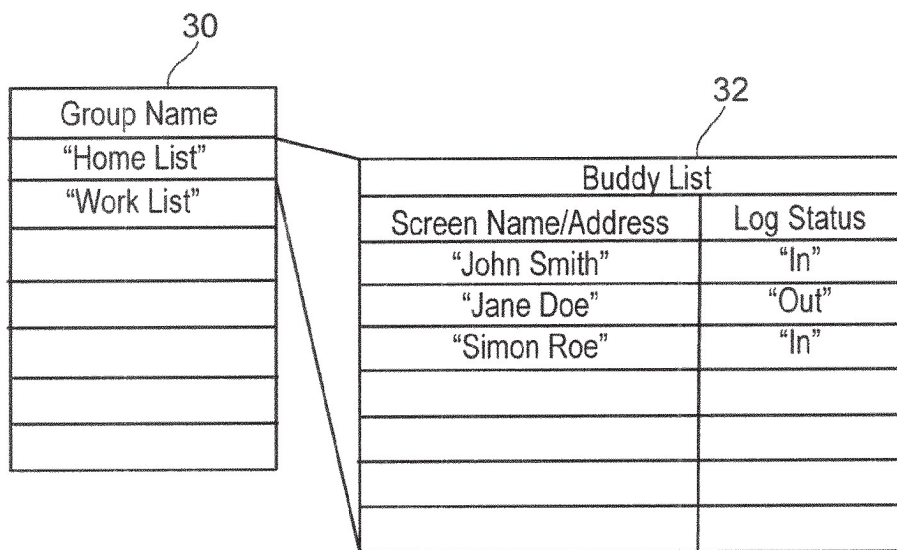 30
Group Name
“Home List”
“Work List”
32
Buddy List
Screen Name/Address Log Status
“John Smith” “In”
“Jane Doe” “Out”
“Simon Roe” “In”